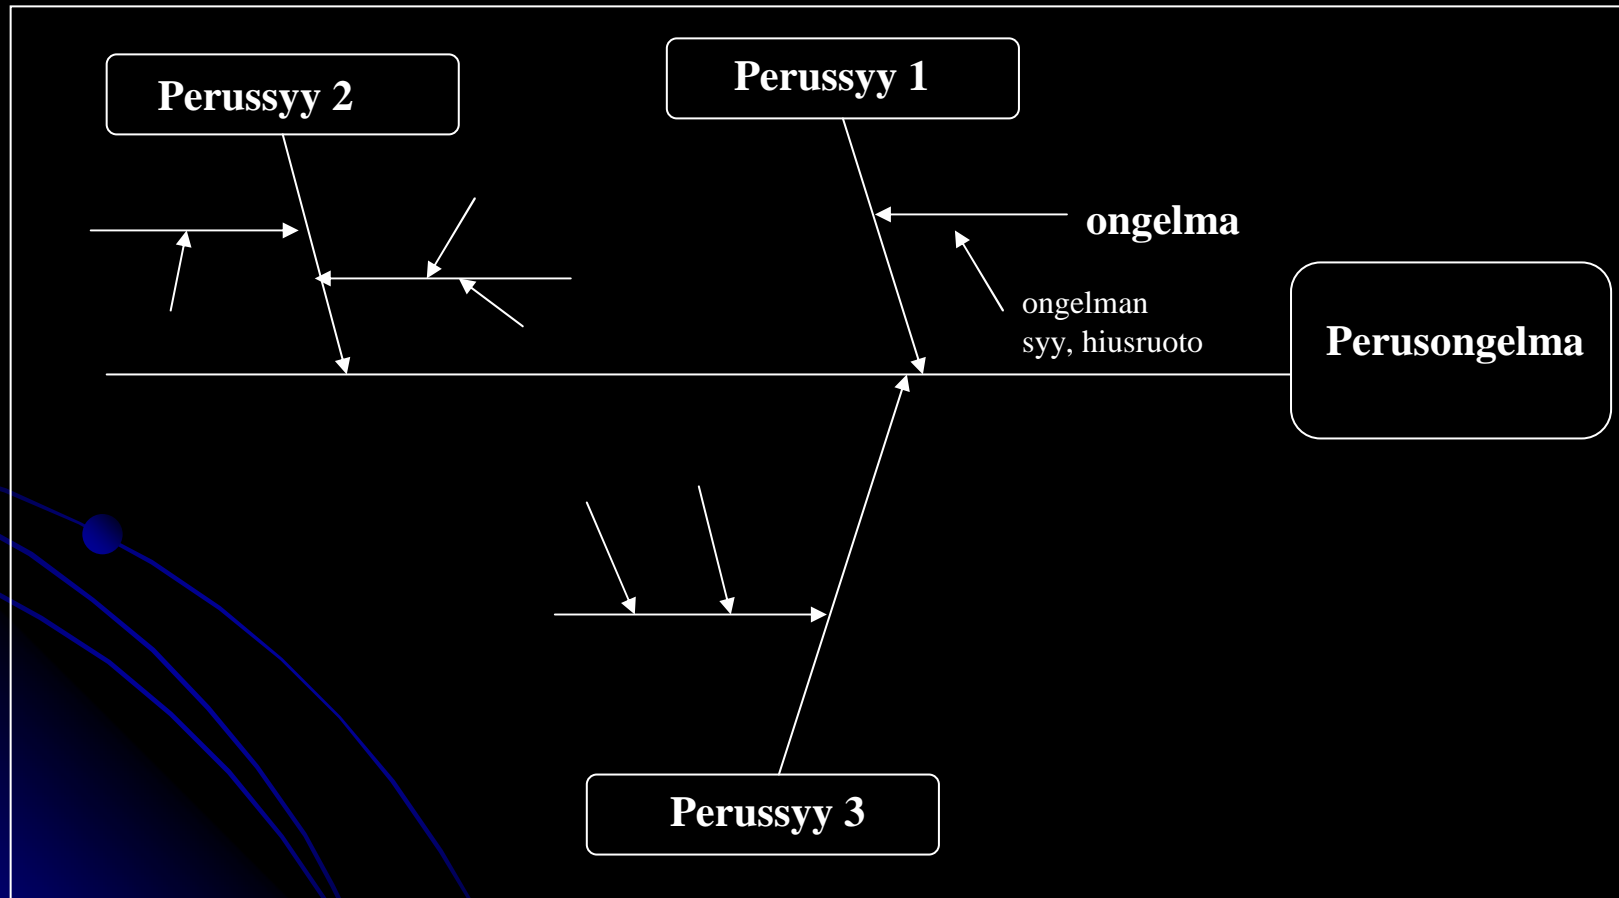 Perussyy 2
Perussyy 1
ongelma
ongelman
syy, hiusruoto
Perusongelma
Perussyy 3